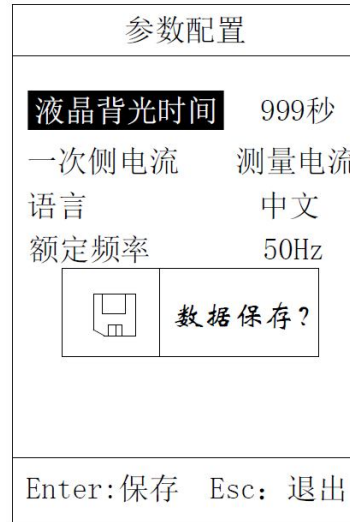 参数配置
液晶背光时间 999秒
一次侧电流 测量电流
语言 中文
额定频率 50Hz
数据保存?
Enter:保存 Esc: 退出